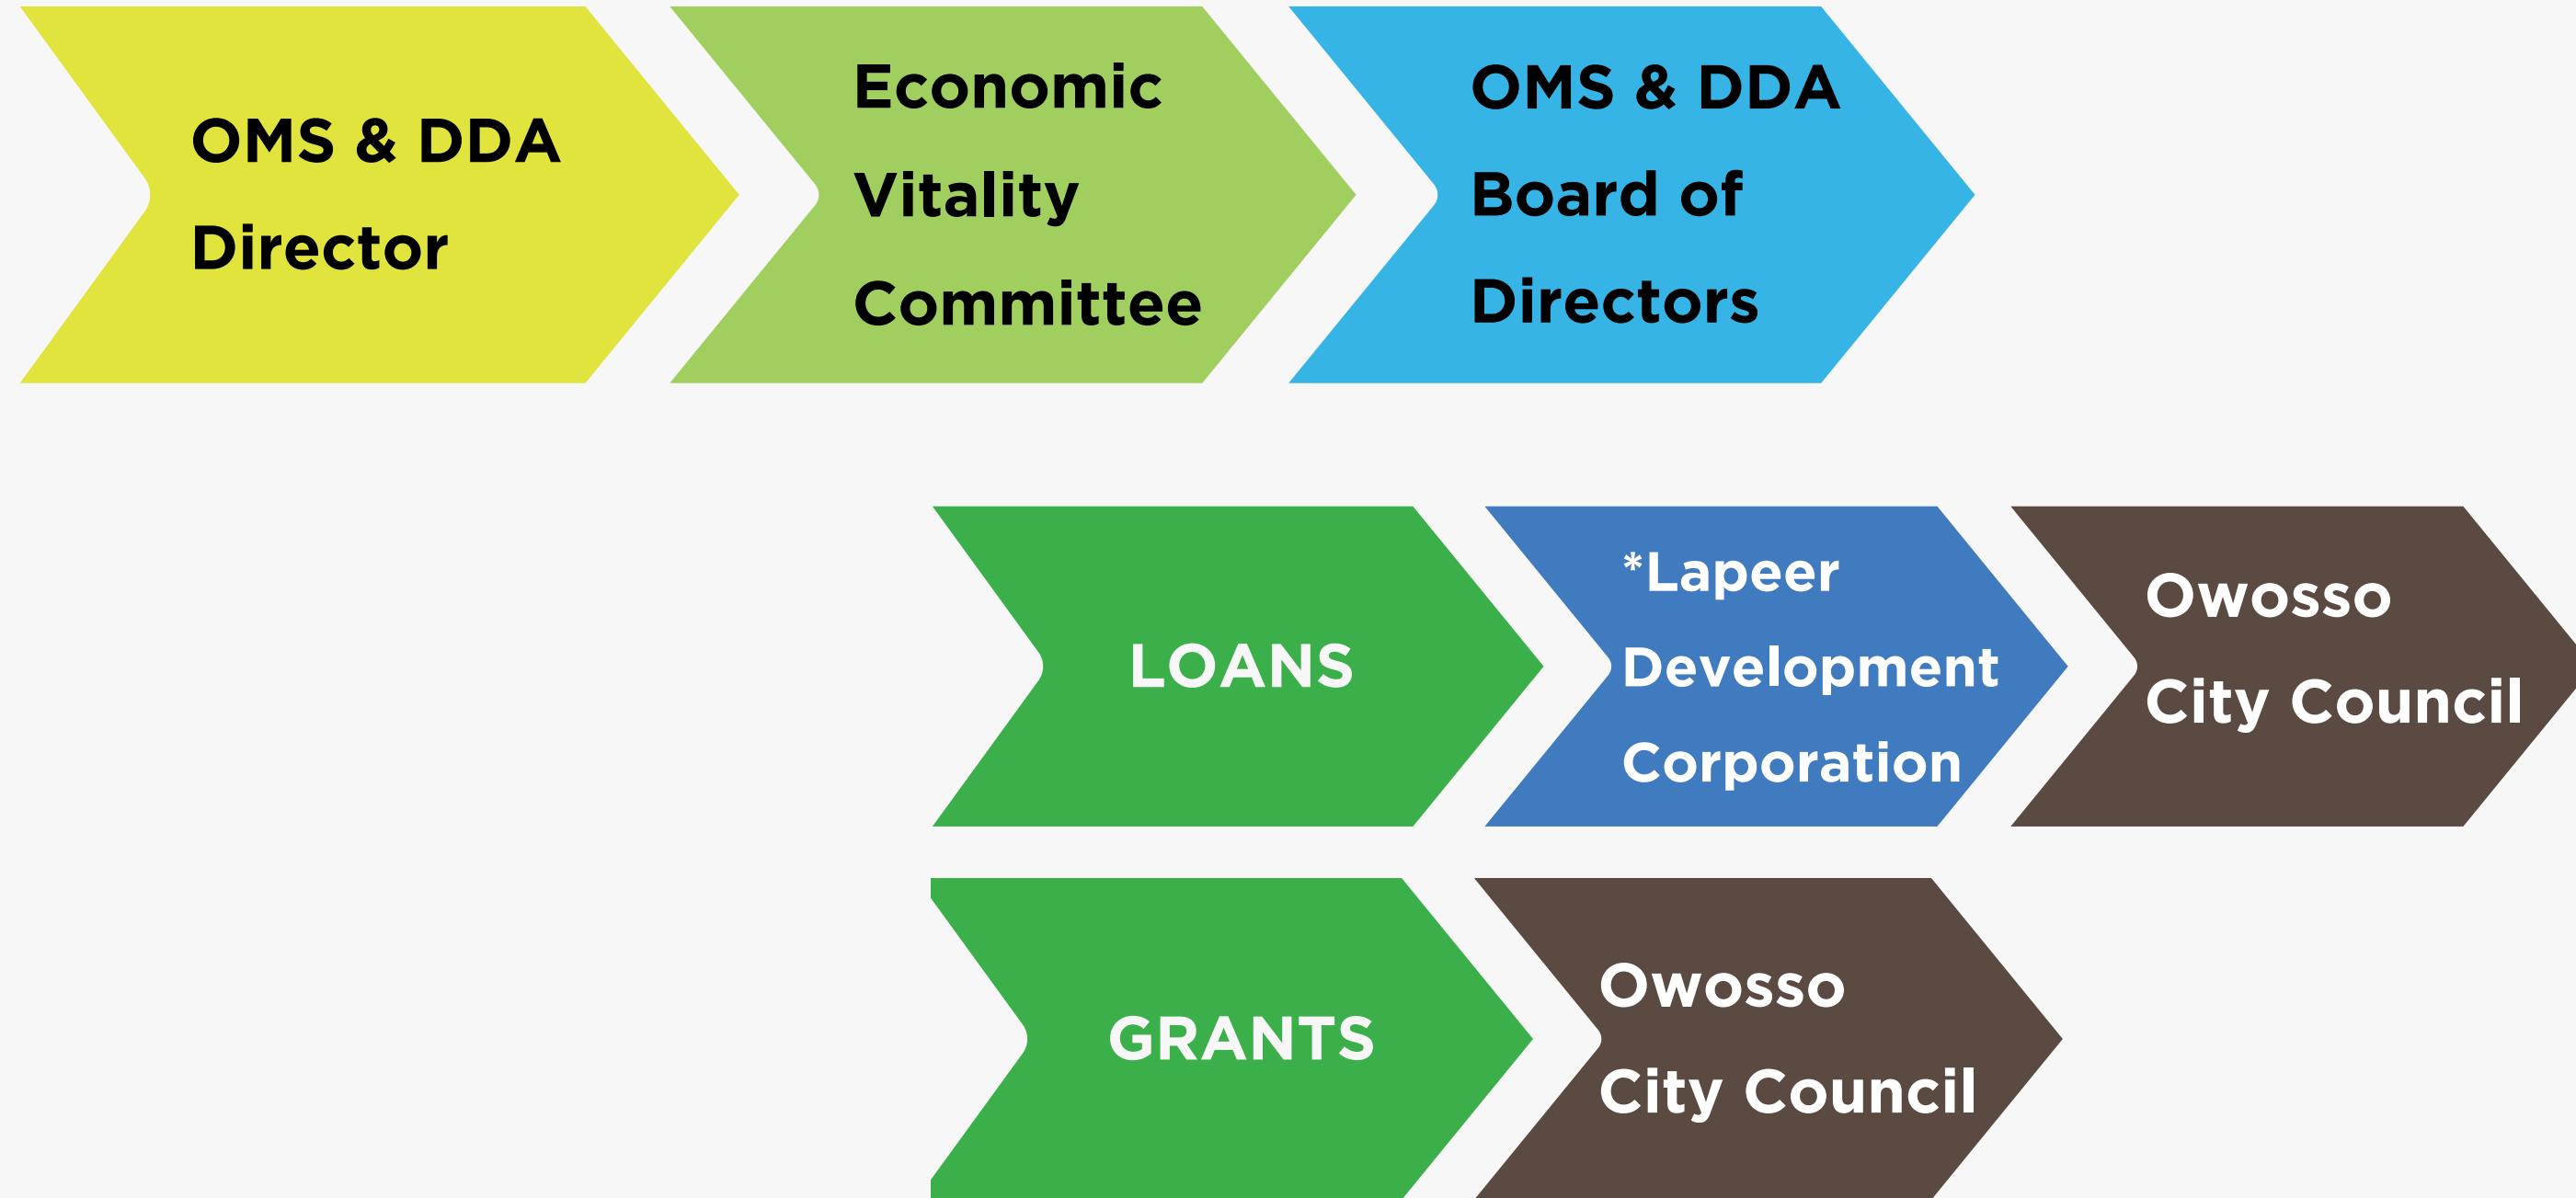 OMS & DDA
Director
Economic
Vitality
Committee
OMS & DDA
Board of
Directors
LOANS
*Lapeer
Development
Corporation
Owosso
City Council
GRANTS
Owosso
City Council